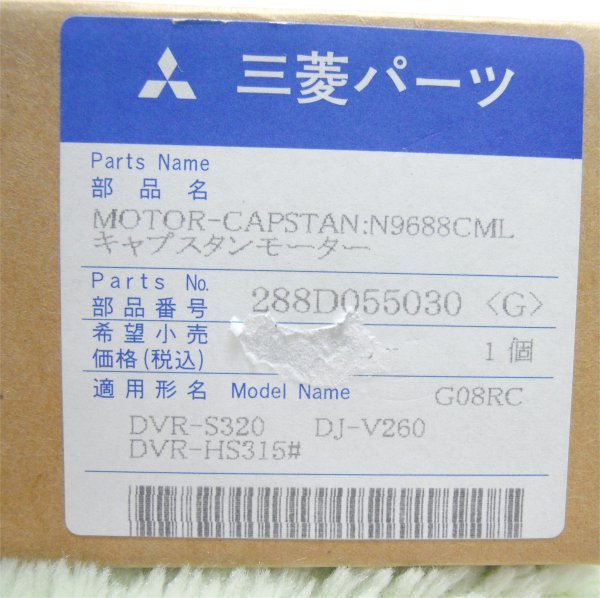 三菱パーツ
Parts Name
部品名
MOTOR-CAPSTAN:N9688CML
キャプスタンモーター
Parts No.
部品番号 288D055030 <G>
希望小売
価格(税込) 1個
適用形名 Model Name G08RC
DVR-S320 DJ-V260
DVR-HS315#